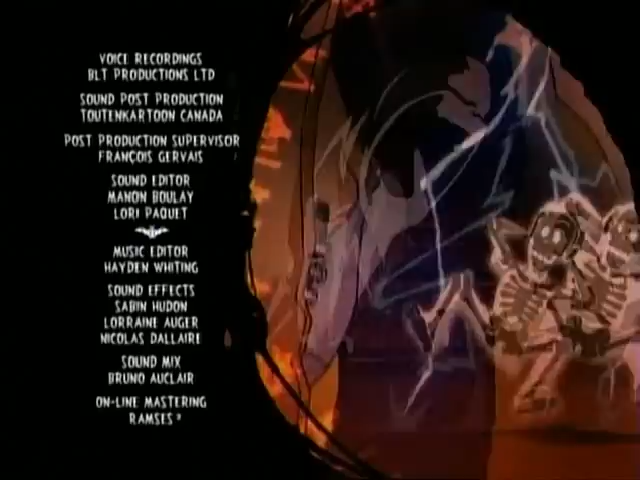 VOICE RECORDINGS
BLT PRODUCTIONS LTD
SOUND POST PRODUCTION
TOUTENKARTOON CANADA
POST PRODUCTION SUPERVISOR
FRANÇOIS GERVAIS
SOUND EDITOR
MANON BOULAY
LORI PAQUET
MUSIC EDITOR
HAYDEN WHITING
SOUND EFFECTS
SABIN HUDON
LORRAINE AUGER
NICOLAS DALLAIRE
SOUND MIX
BRUNO AUCLAIR
ON-LINE MASTERING
RAMSES²